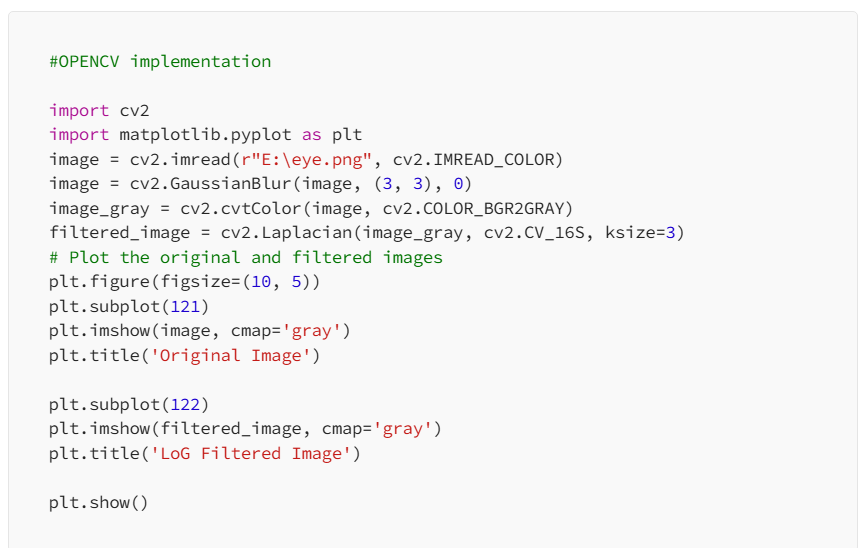 #OPENCV implementation
import cv2
import matplotlib.pyplot as plt
image = cv2.imread(r"E:\eye.png", cv2.IMREAD_COLOR)
image = cv2.GaussianBlur(image, (3, 3), 0)
image_gray = cv2.cvtColor(image, cv2.COLOR_BGR2GRAY)
filtered_image = cv2.Laplacian(image_gray, cv2.CV_16S, ksize=3)
# Plot the original and filtered images
plt.figure(figsize=(10, 5))
plt.subplot(121)
plt.imshow(image, cmap='gray')
plt.title('Original Image')
plt.subplot(122)
plt.imshow(filtered_image, cmap='gray')
plt.title('LoG Filtered Image')
plt.show()